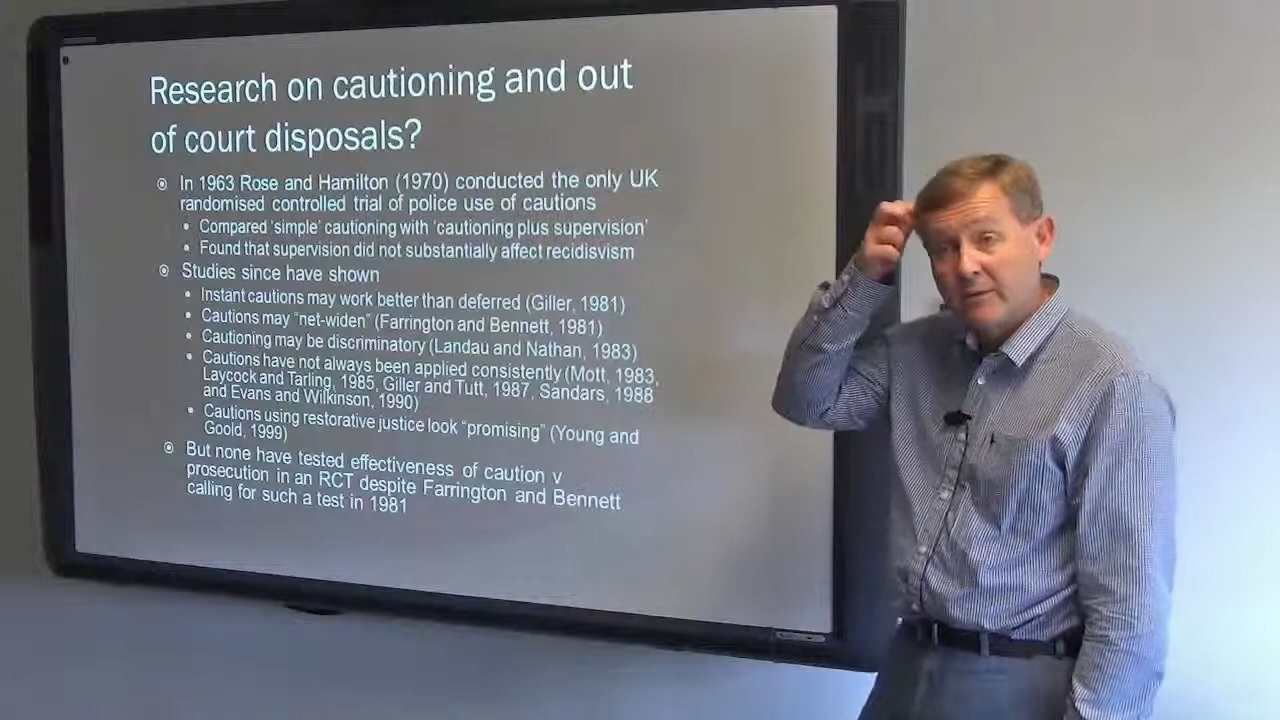 Research on cautioning and out
of court disposals?
In 1963 Rose and Hamilton (1970) conducted the only UK
randomised controlled trial of police use of cautions
Compared 'simple' cautioning with 'cautioning plus supervision'
Found that supervision did not substantially affect recidisvism
Studies since have shown
Instant cautions may work better than deferred (Giller, 1981)
Cautions may "net-widen" (Farrington and Bennett, 1981)
Cautioning may be discriminatory (Landau and Nathan, 1983)
Cautions have not always been applied consistently (Mott, 1983,
Laycock and Tarling, 1985, Giller and Tutt, 1987, Sandars, 1988
and Evans and Wilkinson, 1990)
Cautions using restorative justice look "promising" (Young and
Goold, 1999)
But none have tested effectiveness of caution v
prosecution in an RCT despite Farrington and Bennett
calling for such a test in 1981